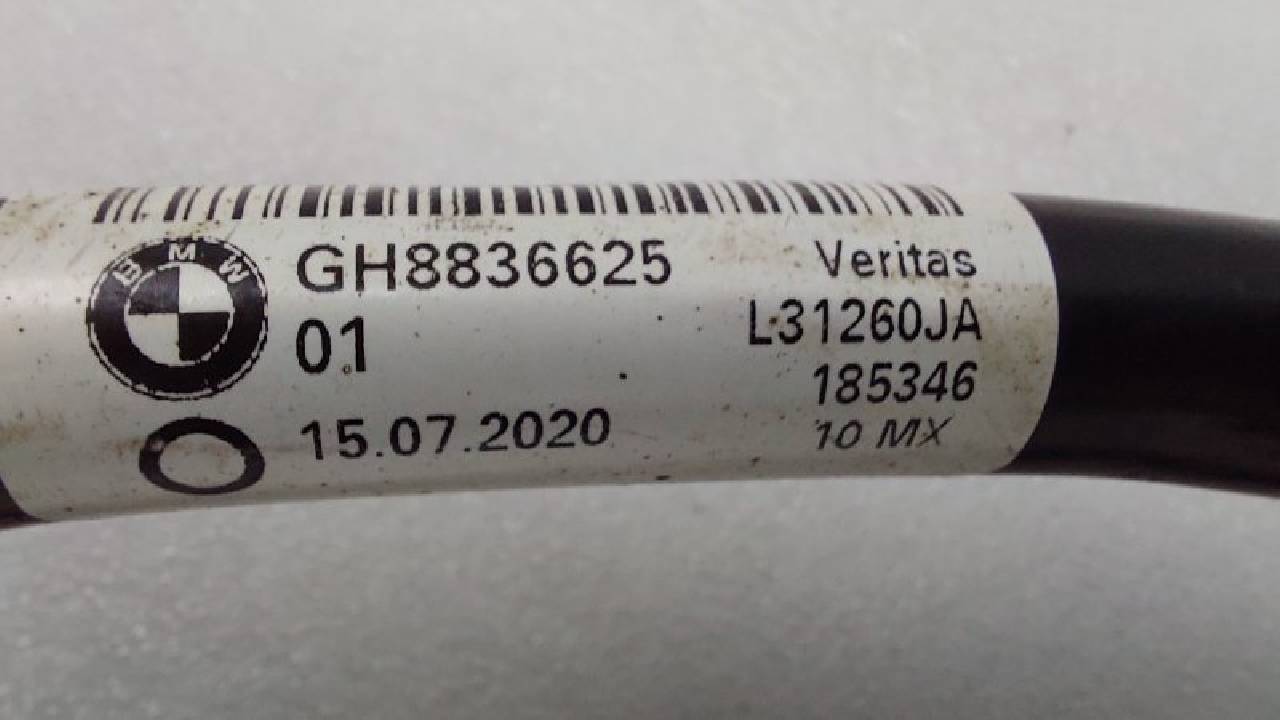 BMW
GH8836625
01
15.07.2020
Veritas
L31260JA
185346
10 MX